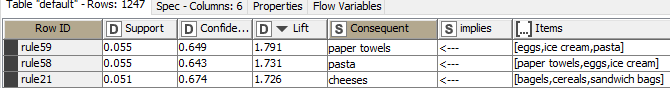 Table "default" - Rows: 1247 Spec - Columns: 6 Properties Flow Variables
Row ID D Support D Confide... D Lift S Consequent S implies [...] Items
rule59 0.055 0.649 1.791 paper towels <--- [eggs,ice cream,pasta]
rule58 0.055 0.643 1.731 pasta <--- [paper towels,eggs,ice cream]
rule21 0.051 0.674 1.726 cheeses <--- [bagels,cereals,sandwich bags]